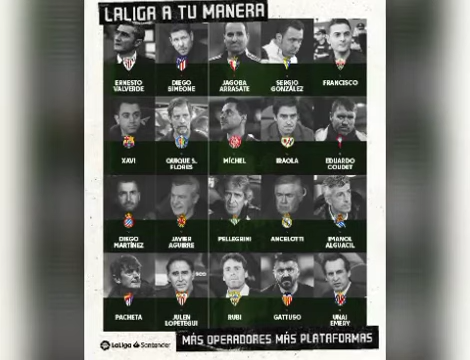 LALIGA A TU MANERA
ERNESTO VALVERDE
DIEGO SIMEONE
JAGOBA ARRASATE
SERGIO GONZÁLEZ
FRANCISCO
XAVI
QUIQUE S. FLORES
MÍCHEL
IRAOLA
EDUARDO COUDET
DIEGO MARTÍNEZ
JAVIER AGUIRRE
PELLEGRINI
ANCELOTTI
IMANOL ALGUACIL
PACHETA
JULEN LOPETEGUI
RUBI
GATTUSO
UNAI EMERY
LaLiga Santander
MÁS OPERADORES MÁS PLATAFORMAS